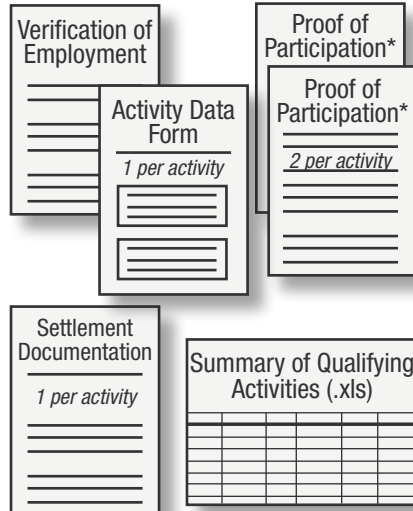 Verification of
Employment
Proof of
Participation*
Activity Data
Form
1 per activity
Proof of
Participation*
2 per activity
Settlement
Documentation
1 per activity
Summary of Qualifying
Activities (.xls)